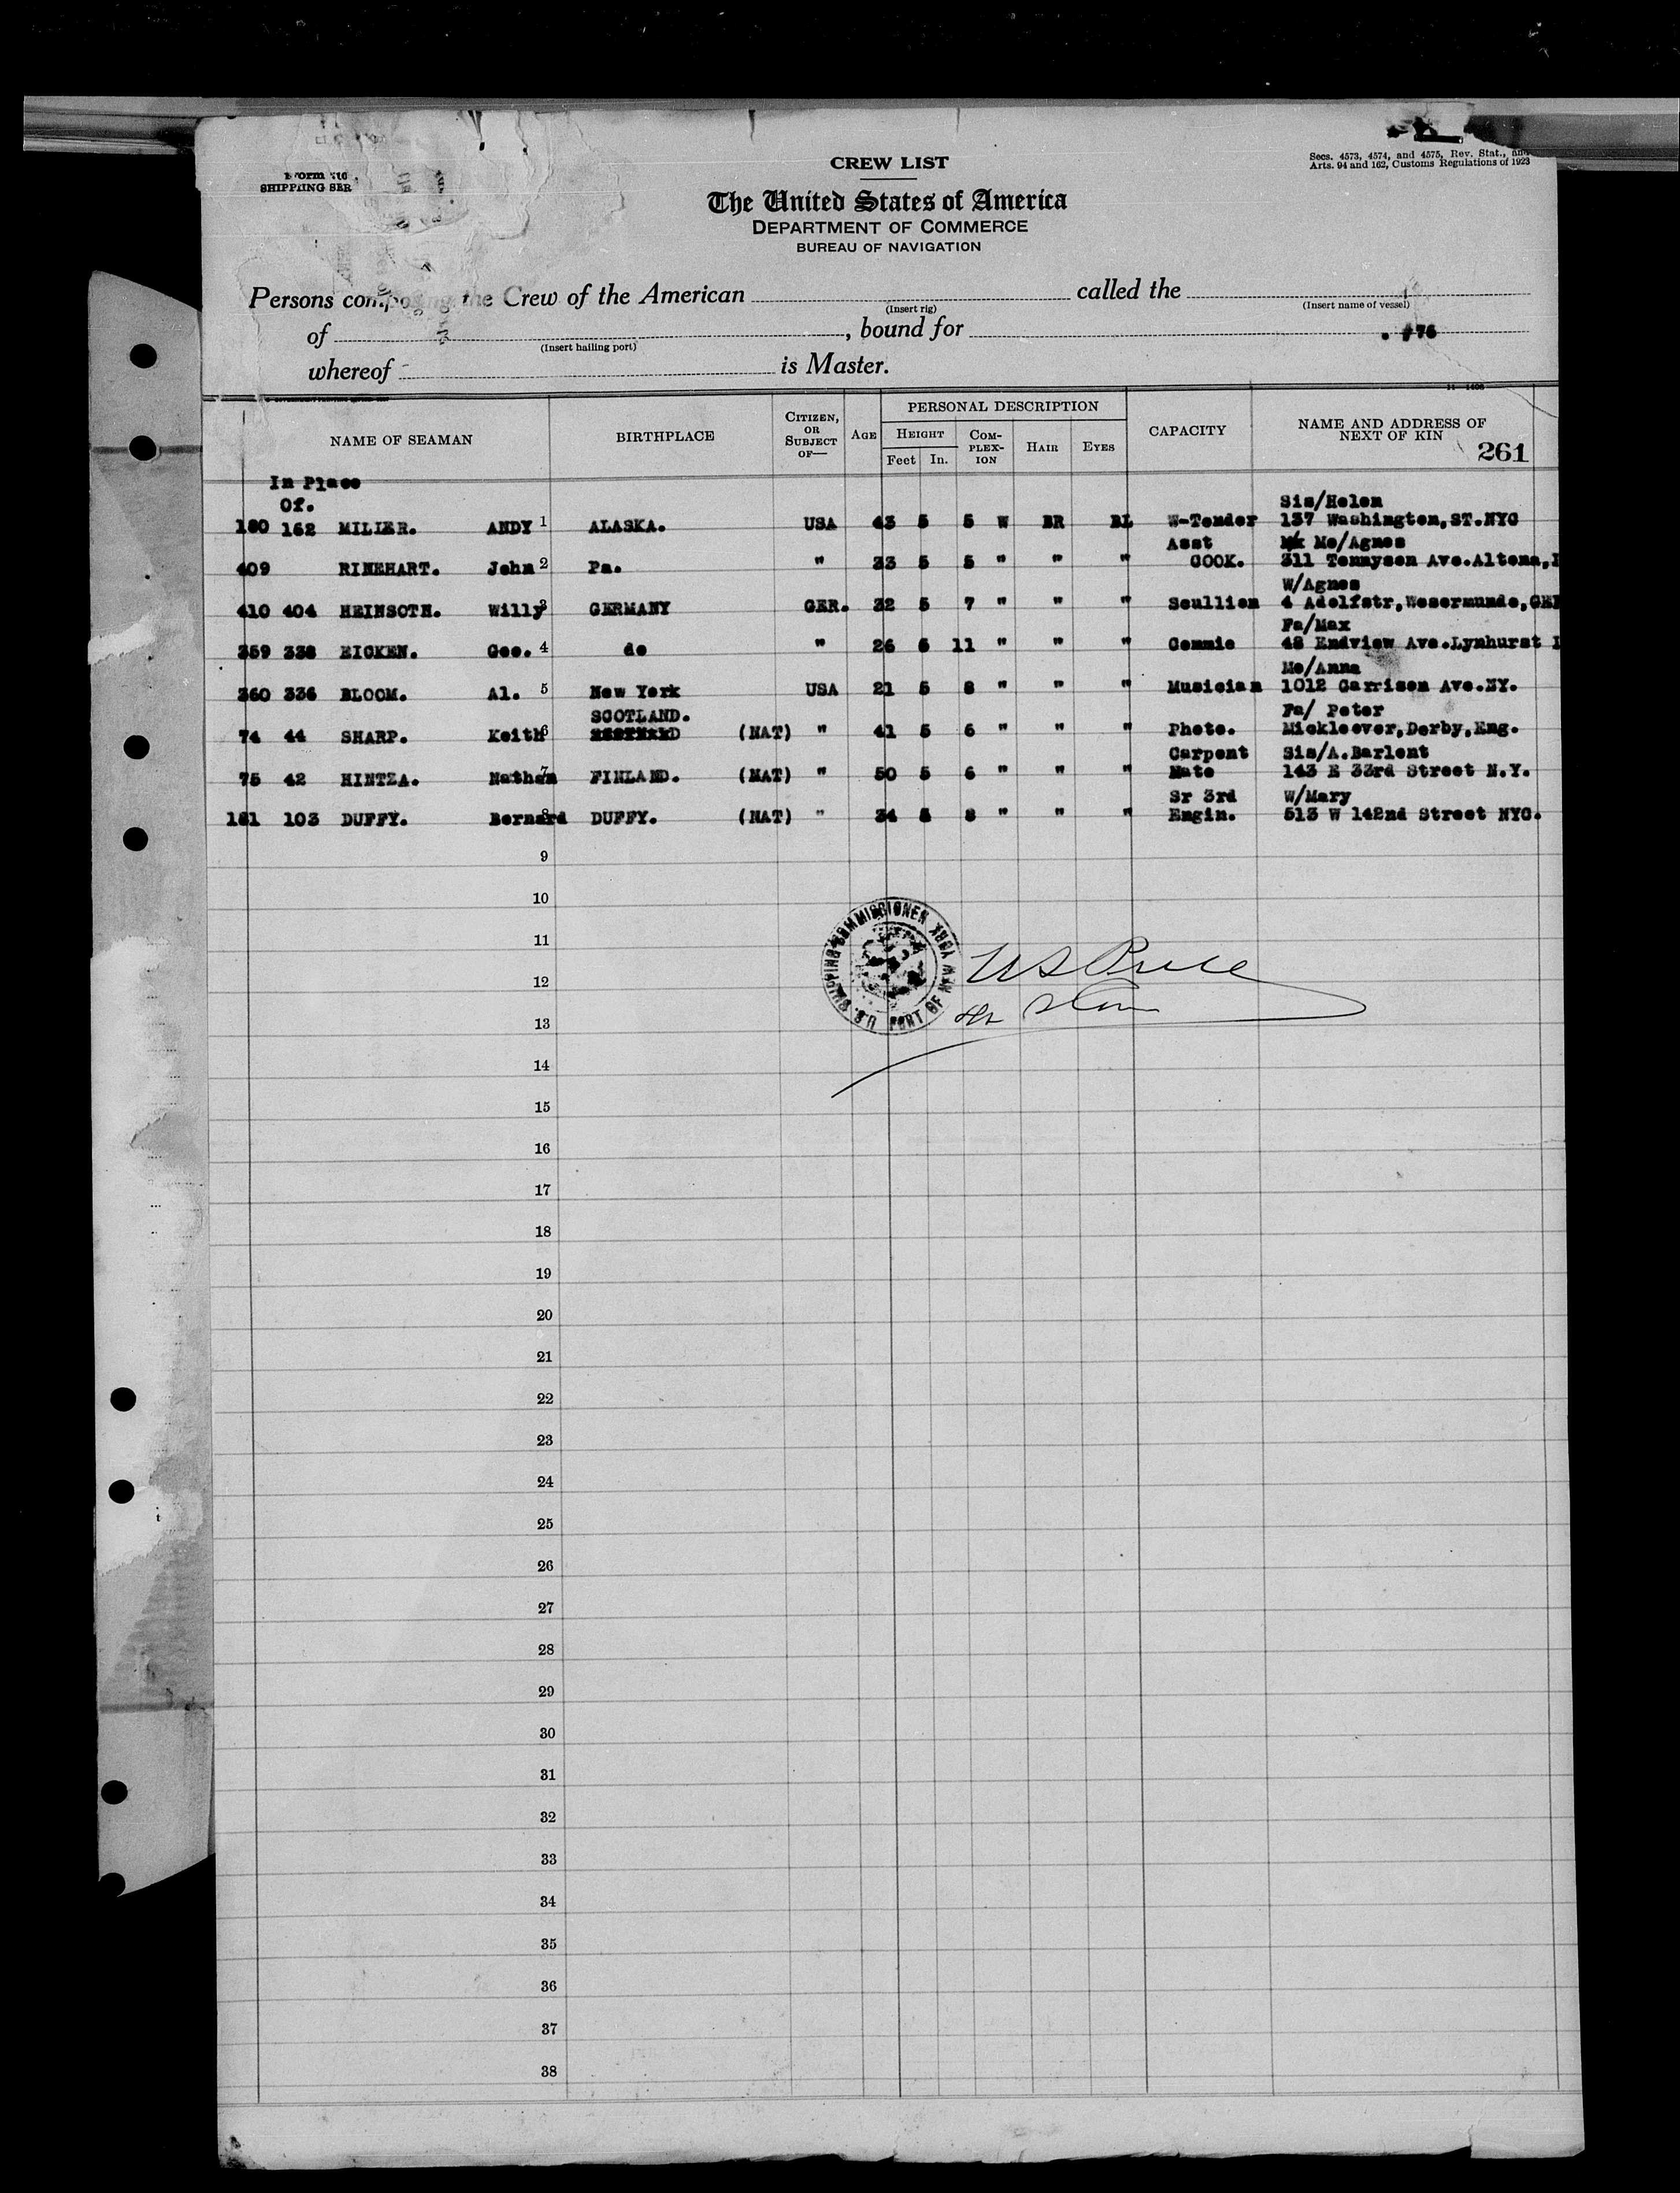 CREW LIST
Secs. 4573, 4574, and 4575, Rev. Stat., and
Arts. 94 and 162, Customs Regulations of 1923
Form
SHIPPING SER
The United States of America
DEPARTMENT OF COMMERCE
BUREAU OF NAVIGATION
Persons composing the Crew of the American called the
(Insert rig) (Insert name of vessel)
of , bound for . #76
(Insert hailing port)
whereof is Master.
NAME OF SEAMAN BIRTHPLACE CITIZEN, OR SUBJECT OF— AGE PERSONAL DESCRIPTION CAPACITY NAME AND ADDRESS OF NEXT OF KIN
HEIGHT COM-PLEX-ION HAIR EYES
Feet In. 261
In Place
Of. Sis/Helen
180 162 MILLER. ANDY 1 ALASKA. USA 43 5 5 W BR BL W-Tender 137 Washington,ST.NYC
Asst Mo/Agnes
409 RINEHART. John 2 Pa. " 33 5 5 " " " COOK. 311 Tennyson Ave.Altona,
W/Agnes
410 404 HEINSOTH. Willy 3 GERMANY GER. 32 5 7 " " " Scullion 4 Adolfstr,Wesermunde,GER
Fa/Max
359 338 EICKEN. Geo. 4 do " 26 5 11 " " " Commie 48 Endview Ave.Lynhurst
Mo/Anna
360 336 BLOOM. Al. 5 New York USA 21 5 8 " " " Musician 1012 Garrison Ave.NY.
SCOTLAND. Fa/ Peter
74 44 SHARP. Keith 6 (NAT) " 41 5 6 " " " Photo. Mickleover,Derby,Eng.
Carpent Sis/A.Barlent
75 42 HINTZA. Nathan 7 FINLAND. (NAT) " 50 5 6 " " " Mate 143 E 33rd Street N.Y.
Sr 3rd W/Mary
181 103 DUFFY. Bernard 8 DUFFY. (NAT) " 34 5 8 " " " Engin. 513 W 142nd Street NYC.
9
10
11
12
13
14
15
16
17
18
19
20
21
22
23
24
25
26
27
28
29
30
31
32
33
34
35
36
37
38
U.S. SHIPPING COMMISSIONER PORT OF NEW YORK